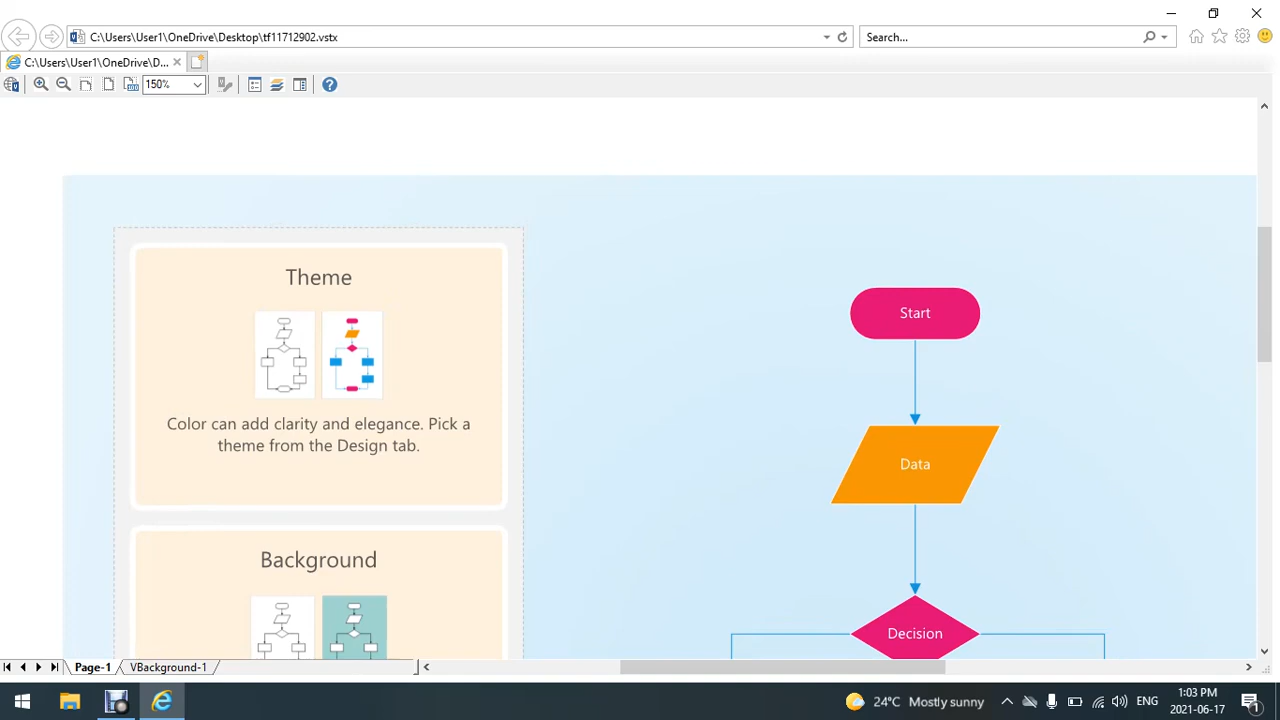 C:\Users\User1\OneDrive\Desktop\tf11712902.vstx
Search...
C:\Users\User1\OneDrive\D...
150%
Theme
Color can add clarity and elegance. Pick a
theme from the Design tab.
Background
Start
Data
Decision
Page-1
VBackground-1
24°C Mostly sunny
ENG
1:03 PM
2021-06-17
1